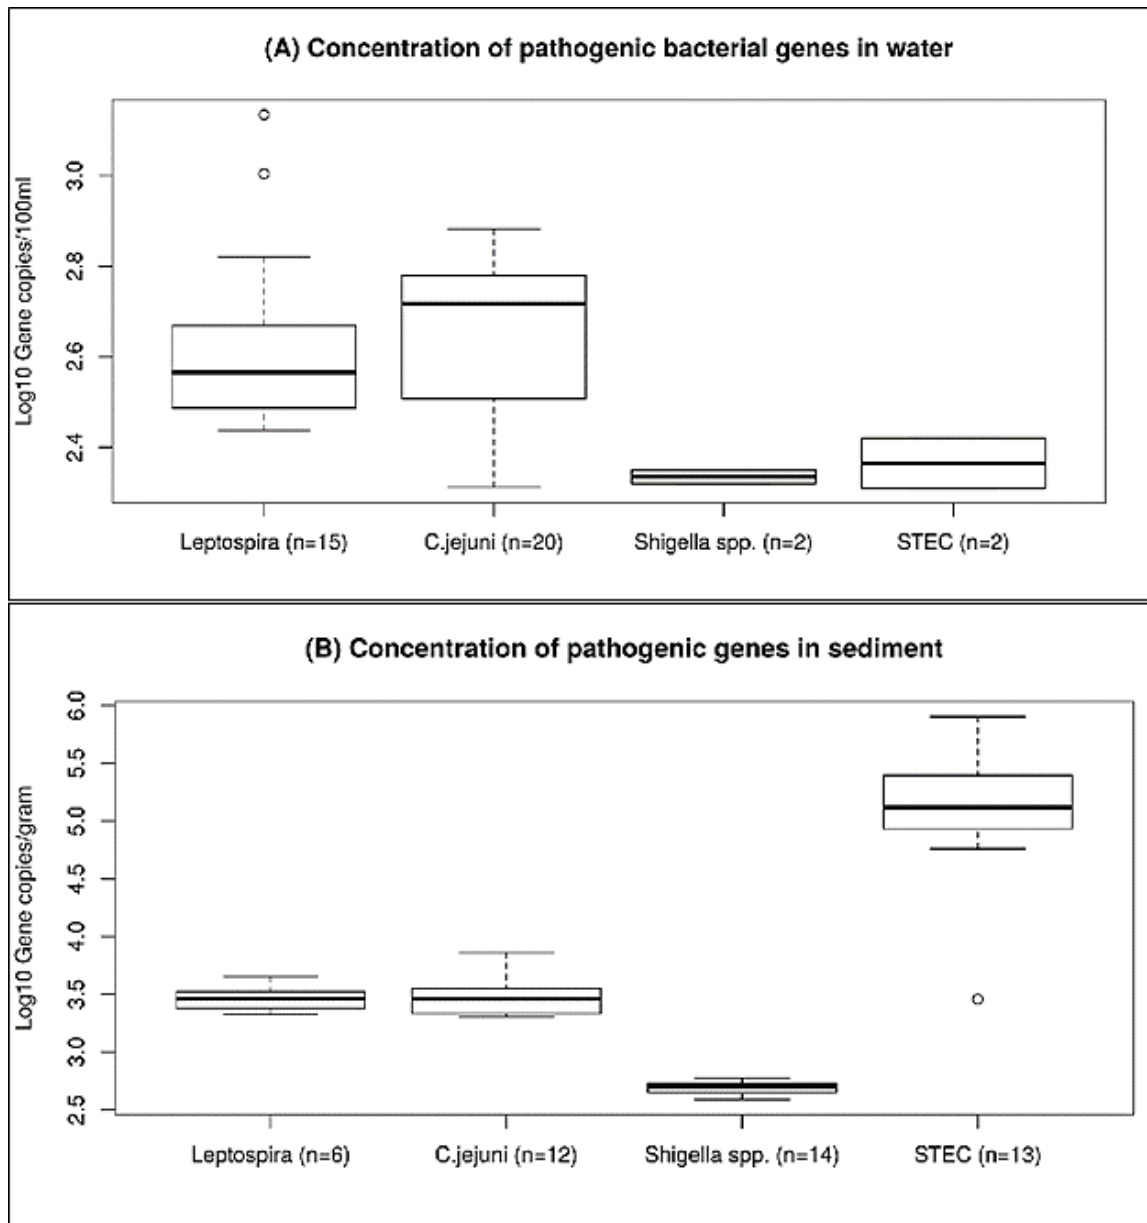 (A) Concentration of pathogenic bacterial genes in water
Log10 Gene copies/100ml
3.0
2.8
2.6
2.4
Leptospira (n=15)
C.jejuni (n=20)
Shigella spp. (n=2)
STEC (n=2)
(B) Concentration of pathogenic genes in sediment
Log10 Gene copies/gram
6.0
5.5
5.0
4.5
4.0
3.5
3.0
2.5
Leptospira (n=6)
C.jejuni (n=12)
Shigella spp. (n=14)
STEC (n=13)